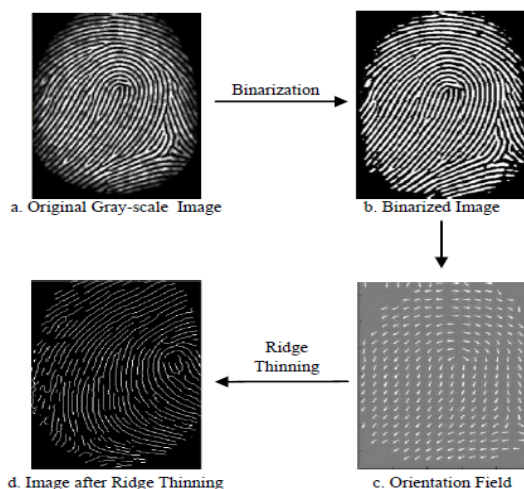 Binarization
a. Original Gray-scale Image
b. Binarized Image
Ridge
Thinning
d. Image after Ridge Thinning
c. Orientation Field